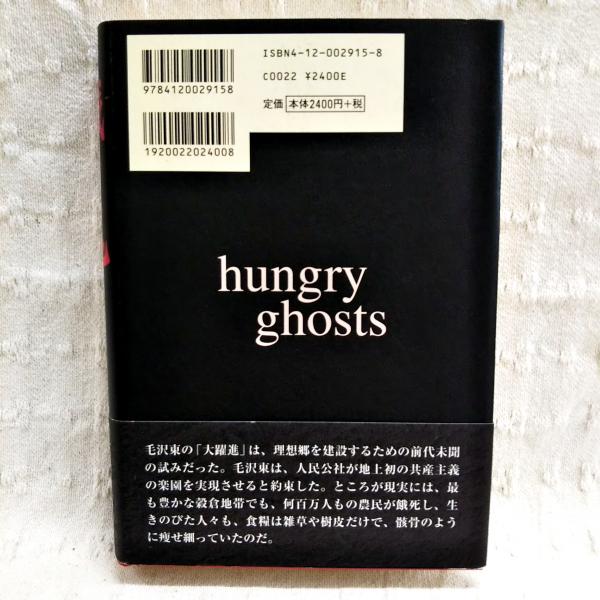 ISBN4-12-002915-8
C0022 ¥2400E
定価 本体2400円+税
9784120029158
1920022024008
hungry
ghosts
毛沢東の「大躍進」は、理想郷を建設するための前代未聞
の試みだった。毛沢東は、人民公社が地上初の共産主義
の楽園を実現させると約束した。ところが現実には、最
も豊かな穀倉地帯でも、何百万人もの農民が餓死し、生
きのびた人々も、食糧は雑草や樹皮だけで、骸骨のよう
に痩せ細っていたのだ。